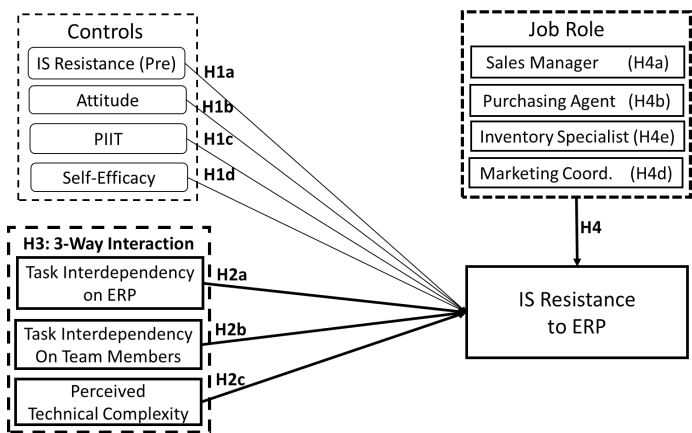 Controls
IS Resistance (Pre)
H1a
Attitude
H1b
PIIT
H1c
Self-Efficacy
H1d
Job Role
Sales Manager (H4a)
Purchasing Agent (H4b)
Inventory Specialist (H4e)
Marketing Coord. (H4d)
H4
H3: 3-Way Interaction
Task Interdependency
on ERP
H2a
Task Interdependency
On Team Members
H2b
Perceived
Technical Complexity
H2c
IS Resistance
to ERP